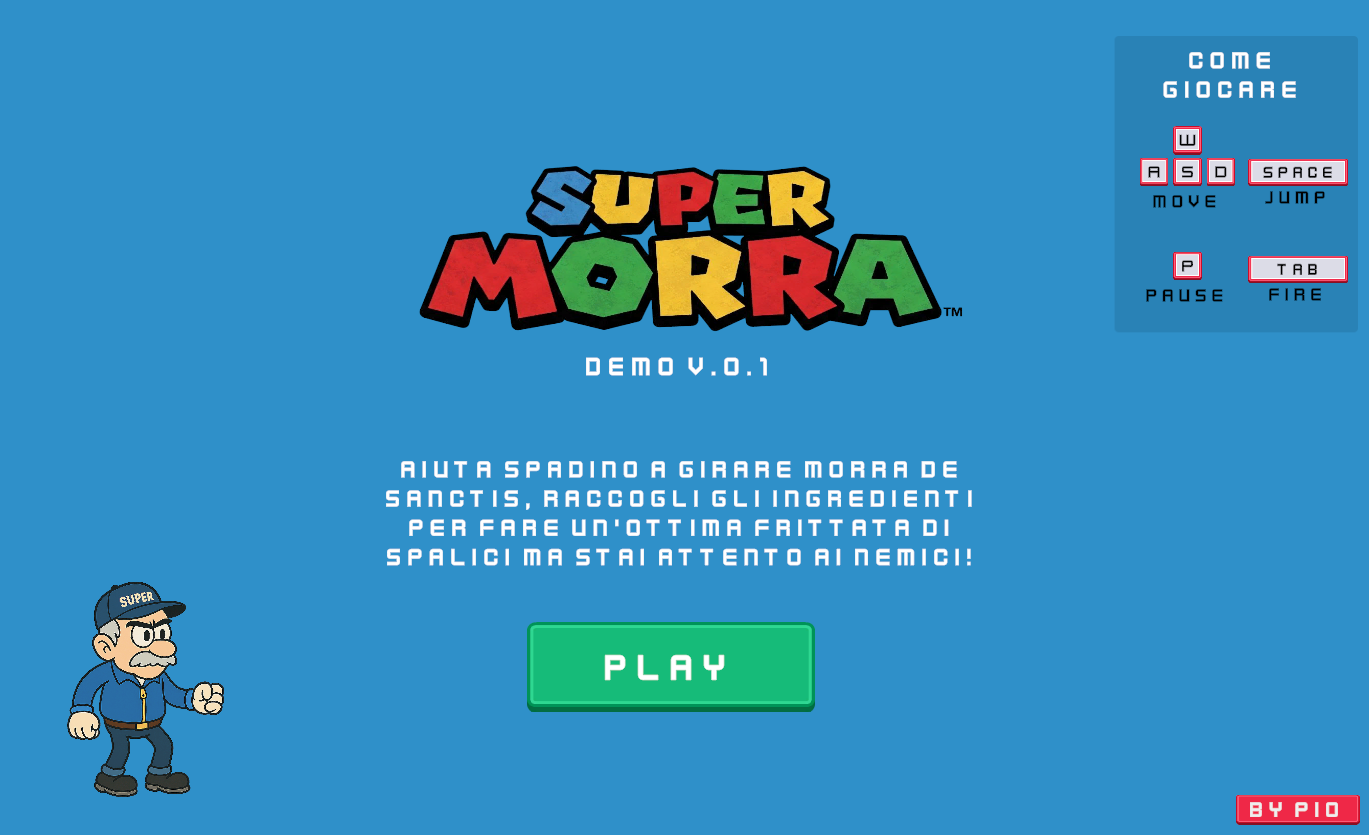 COME
GIOCARE
W
A S D
SPACE
MOVE
JUMP
P
TAB
PAUSE
FIRE
SUPER
MORRA™
DEMO V.0.1
AIUTA SPADINO A GIRARE MORRA DE
SANCTIS, RACCOGLI GLI INGREDIENTI
PER FARE UN'OTTIMA FRITTATA DI
SPALICI MA STAI ATTENTO AI NEMICI!
SUPER
PLAY
BY PIO